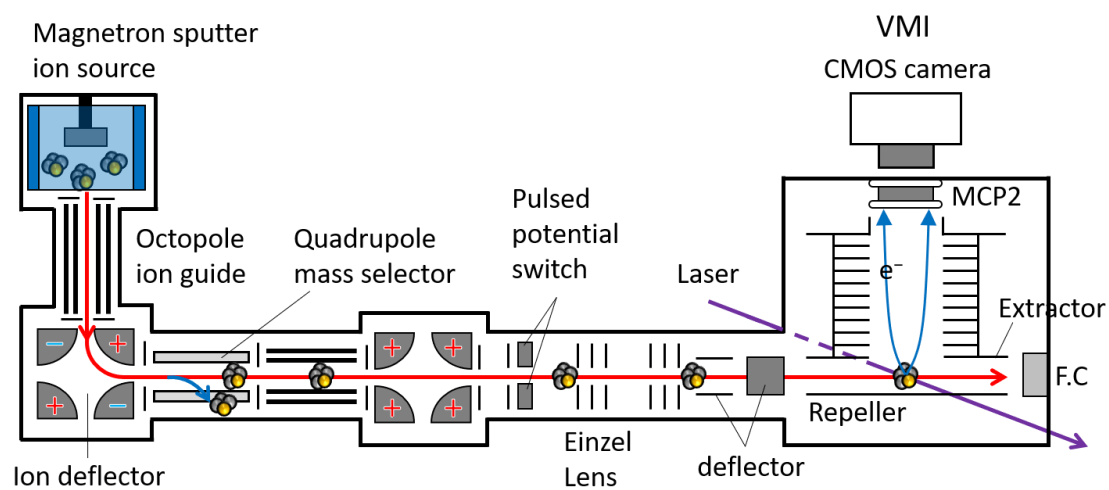 Magnetron sputter
ion source
VMI
CMOS camera
MCP2
Octopole
ion guide
Quadrupole
mass selector
Pulsed
potential
switch
Laser
e⁻
Extractor
− +
+ −
+ +
+ +
F.C
Repeller
Einzel
Lens
deflector
Ion deflector